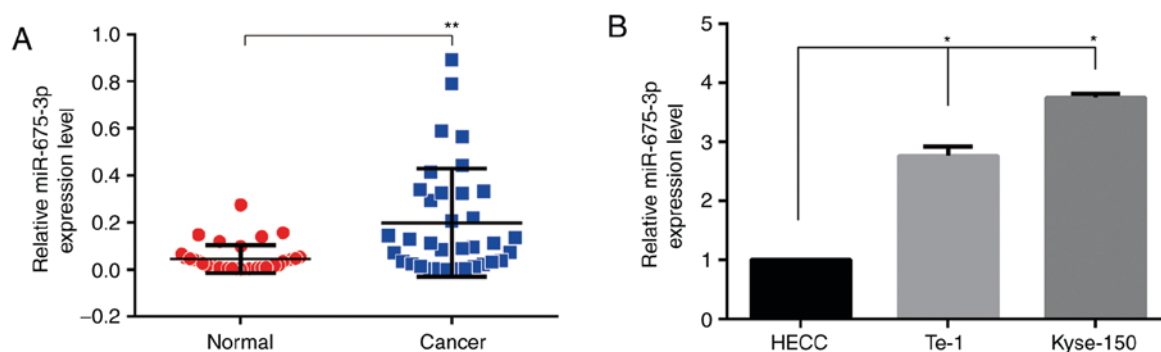 A
Relative miR-675-3p
expression level
1.0
0.8
0.6
0.4
0.2
0.0
−0.2
**
Normal
Cancer
B
Relative miR-675-3p
expression level
5
4
3
2
1
0
*
*
HECC
Te-1
Kyse-150